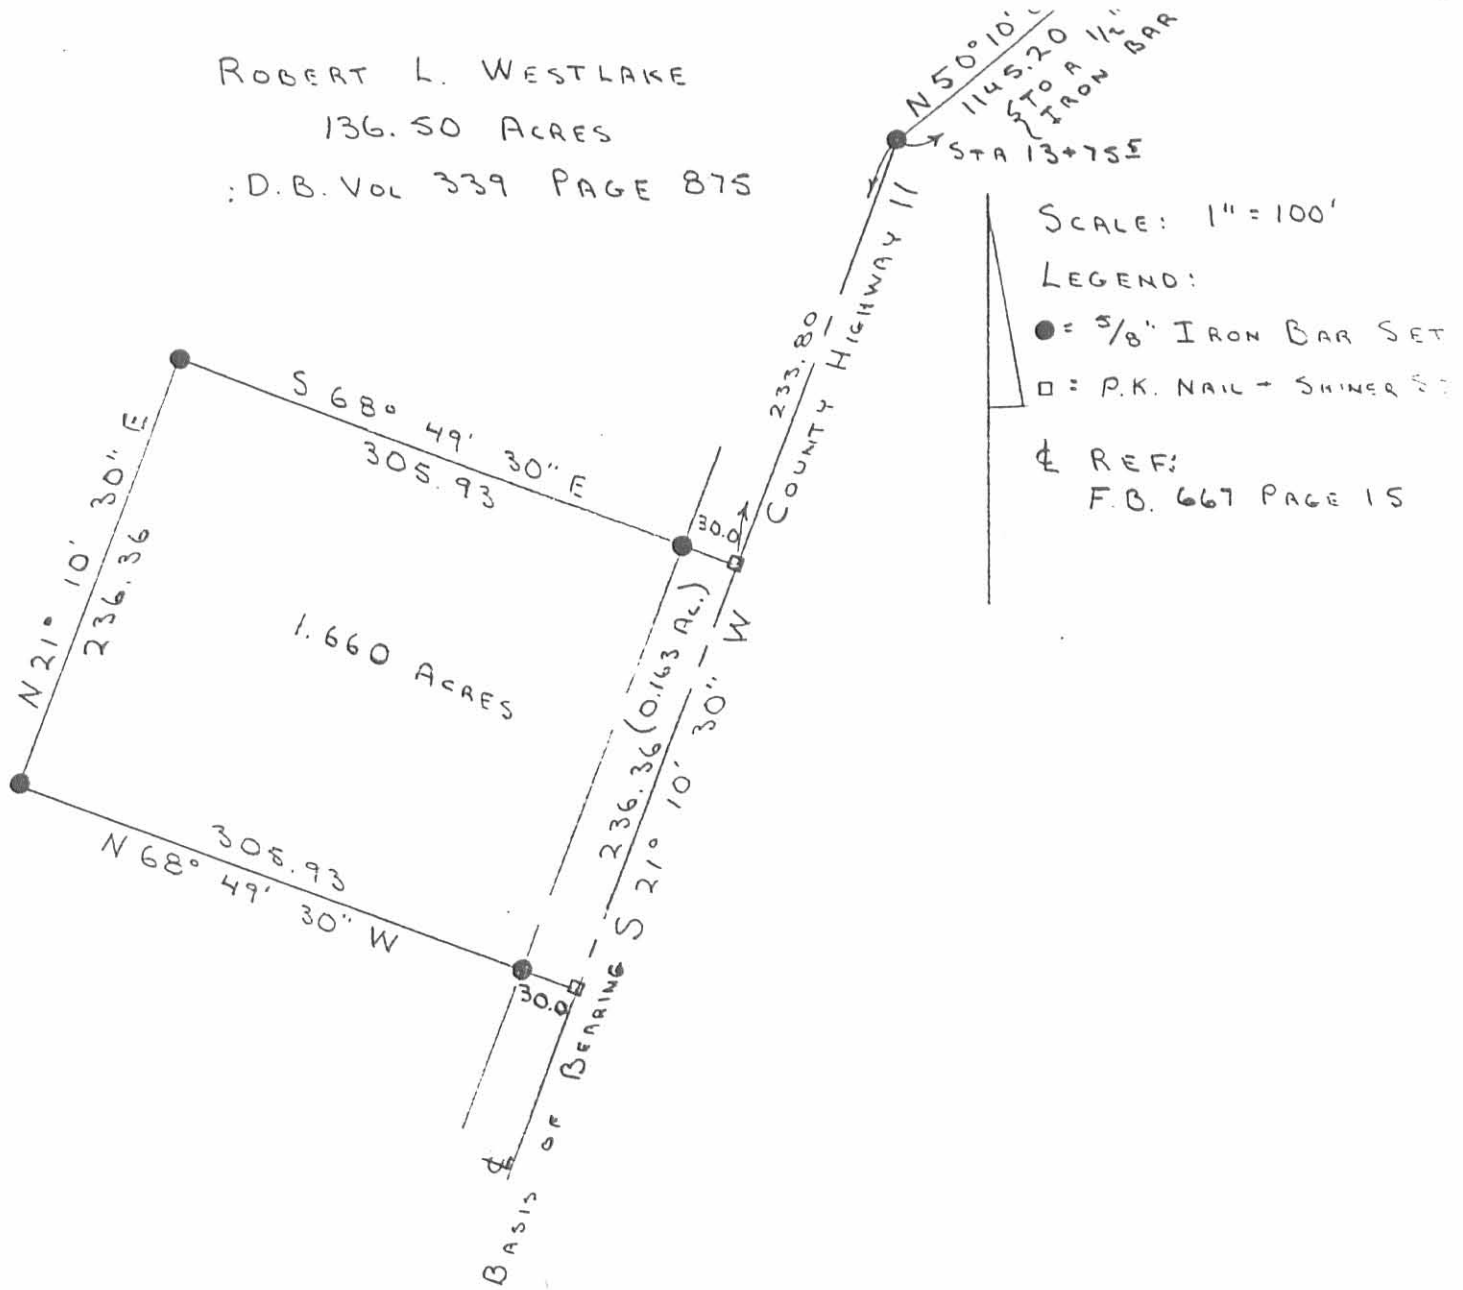 ROBERT L. WESTLAKE
136.50 ACRES
: D.B. VOL 339 PAGE 875
N 50° 10'
1145.20
TO A 1/2"
IRON BAR
STA 13+75⁵
SCALE: 1" = 100'
LEGEND:
● = 5/8" IRON BAR SET
□ = P.K. NAIL + SHINER
℄ REF:
F.B. 667 PAGE 15
COUNTY HIGHWAY 11
233.80
S 68° 49' 30" E
305.93
30.0
N 21° 10' 30" E
236.36
1.660 ACRES
236.36 (0.163 AC.)
S 21° 10' 30" W
305.93
N 68° 49' 30" W
30.0
℄
BASIS OF BEARING